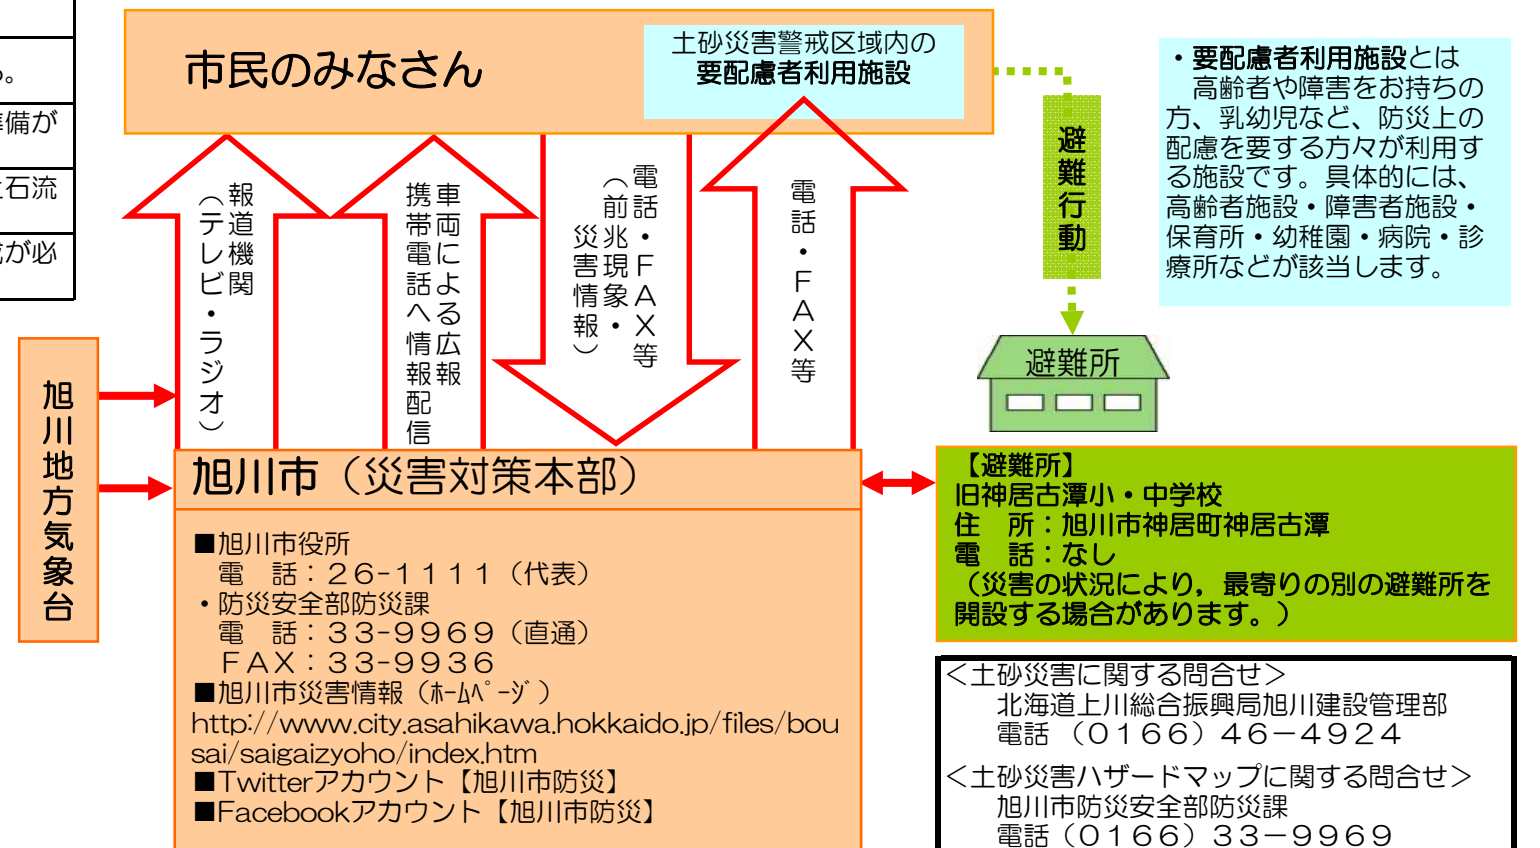 る。
準備が
土石流
成が必
市民のみなさん
土砂災害警戒区域内の
要配慮者利用施設
・要配慮者利用施設とは
高齢者や障害をお持ちの
方、乳幼児など、防災上の
配慮を要する方々が利用す
る施設です。具体的には、
高齢者施設・障害者施設・
保育所・幼稚園・病院・診
療所などが該当します。
報道機関
（テレビ・ラジオ）
車両による広報
携帯電話へ情報配信
電話・ＦＡＸ等
（前兆現象・
災害情報）
電話・ＦＡＸ等
避難行動
避難所
旭川地方気象台
旭川市（災害対策本部）
■旭川市役所
電　話：２６-１１１１（代表）
・防災安全部防災課
電　話：３３-９９６９（直通）
ＦＡＸ：３３-９９３６
■旭川市災害情報（ﾎｰﾑﾍﾟｰｼﾞ）
http://www.city.asahikawa.hokkaido.jp/files/bou
sai/saigaizyoho/index.htm
■Twitterアカウント【旭川市防災】
■Facebookアカウント【旭川市防災】
【避難所】
旧神居古潭小・中学校
住　所：旭川市神居町神居古潭
電　話：なし
（災害の状況により，最寄りの別の避難所を
開設する場合があります。）
＜土砂災害に関する問合せ＞
北海道上川総合振興局旭川建設管理部
電話 （０１６６）４６－４９２４
＜土砂災害ハザードマップに関する問合せ＞
旭川市防災安全部防災課
電話（０１６６）３３－９９６９